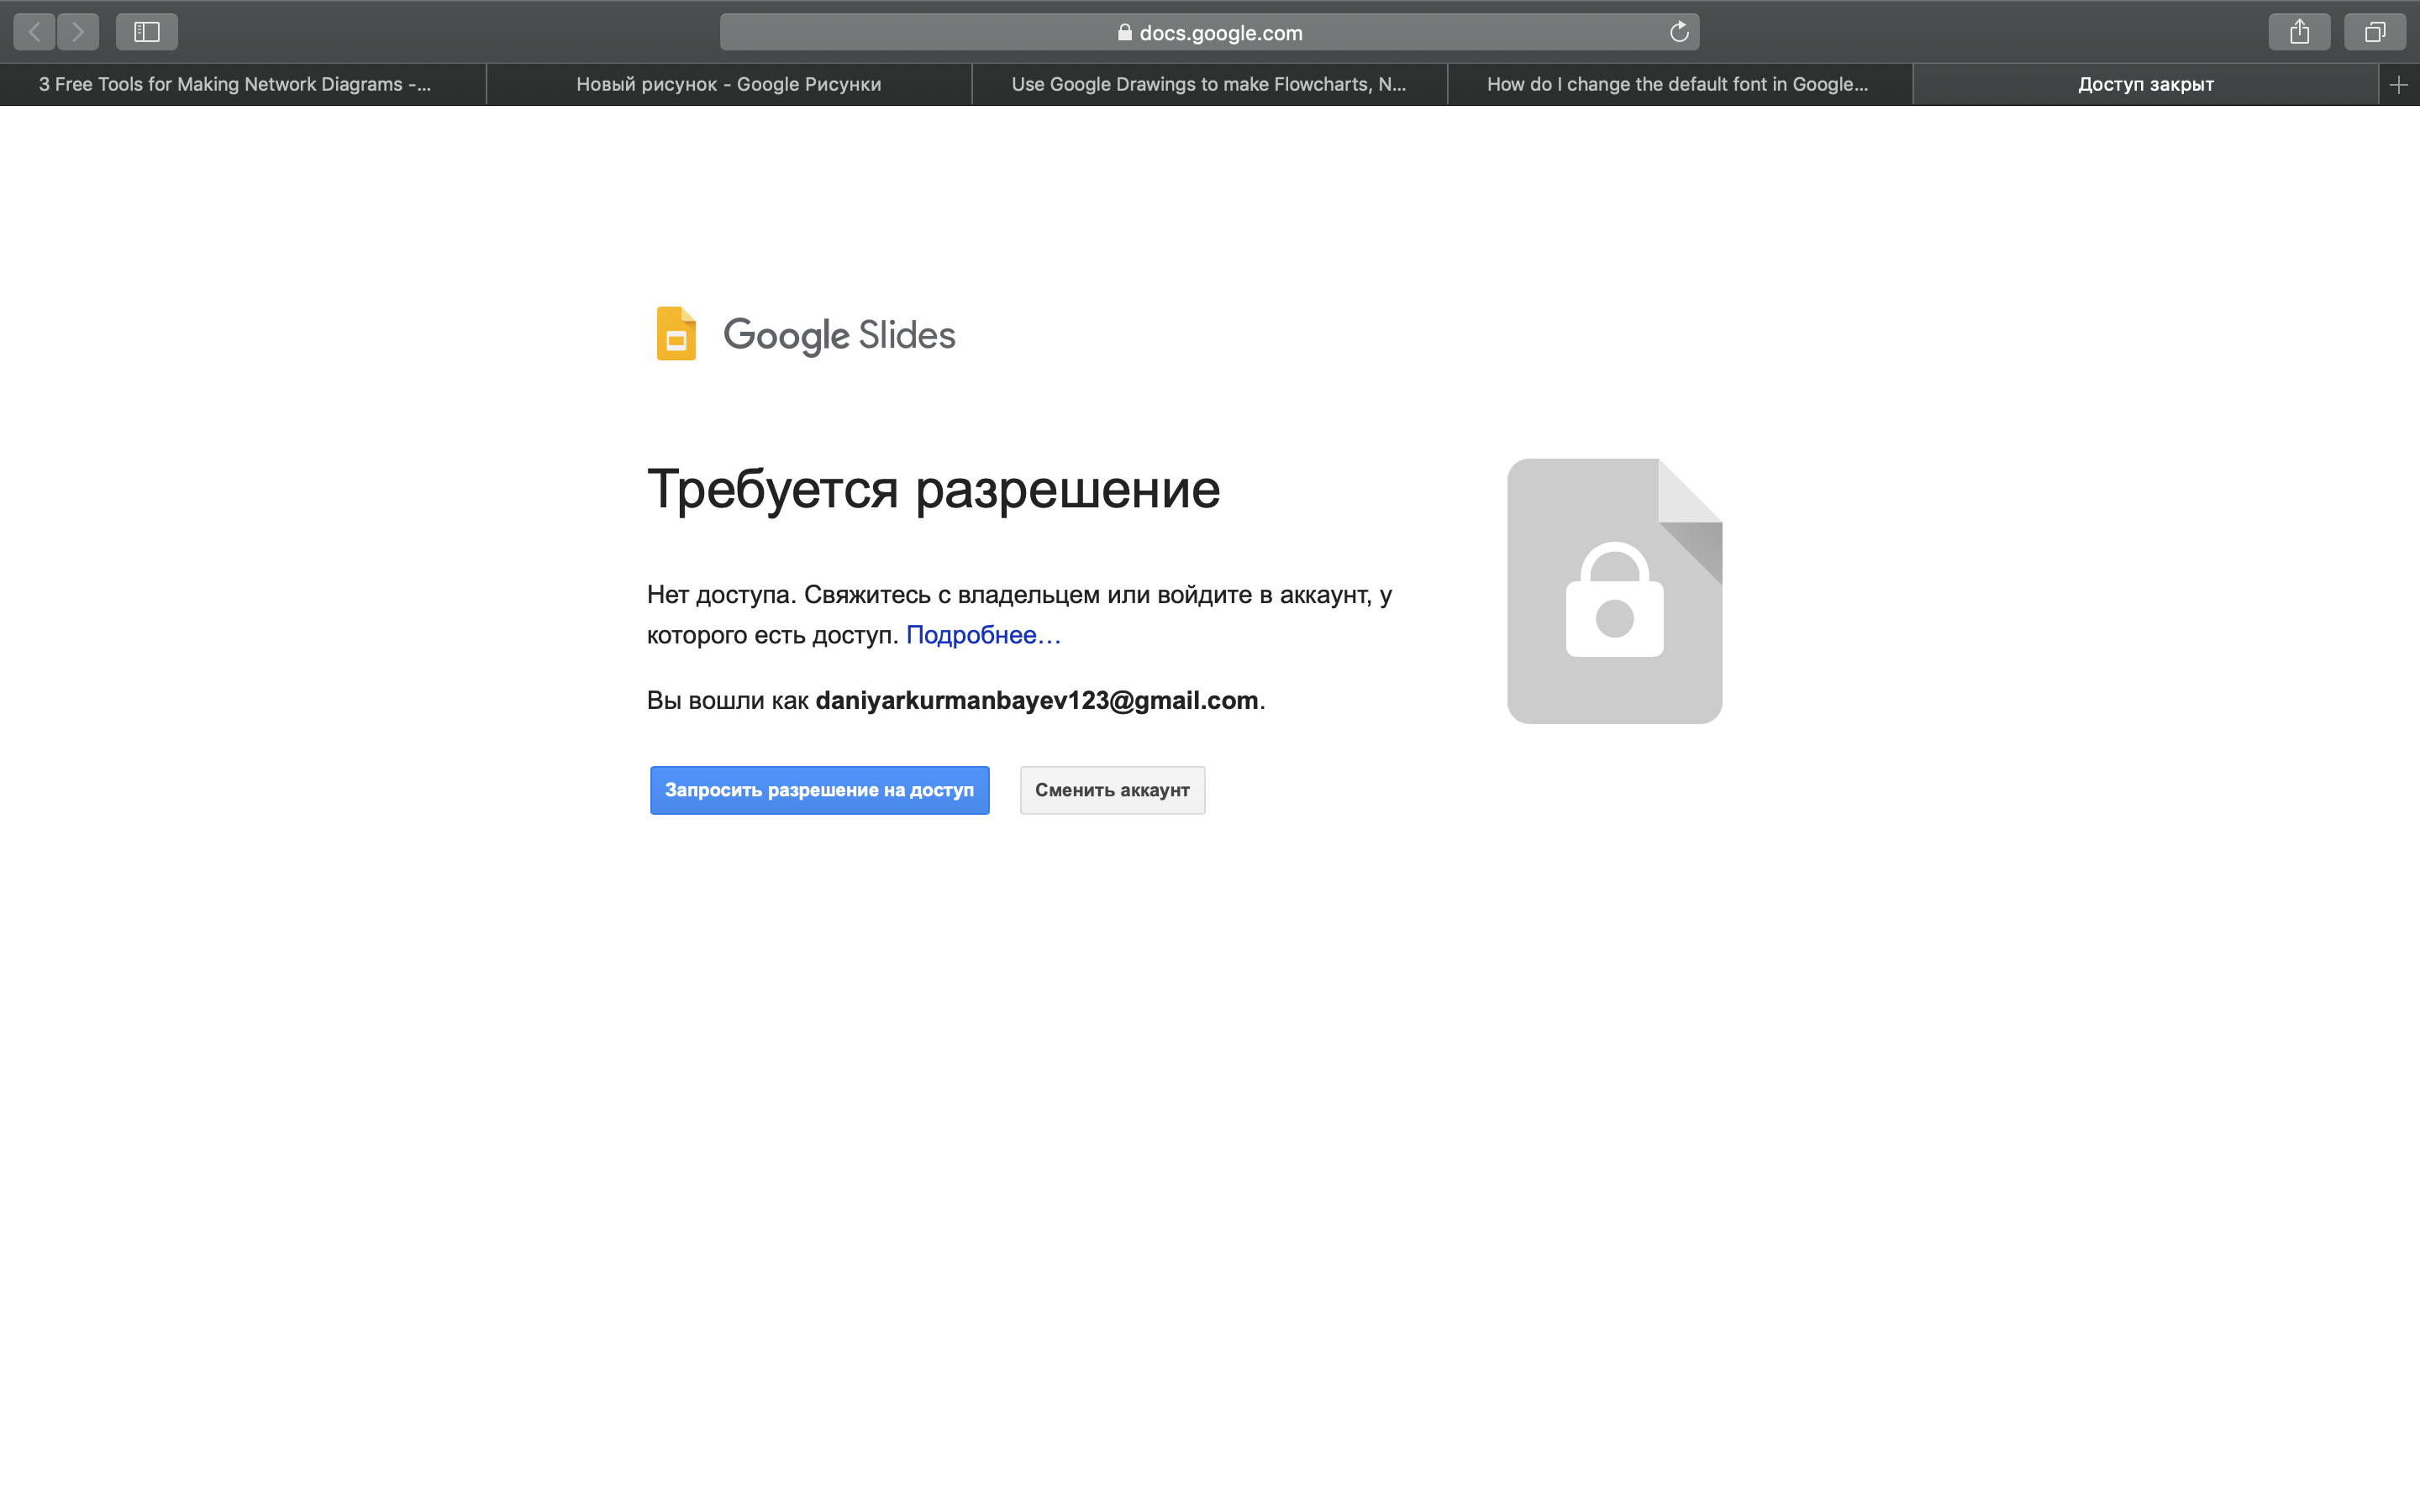 docs.google.com
3 Free Tools for Making Network Diagrams -...
Новый рисунок - Google Рисунки
Use Google Drawings to make Flowcharts, N...
How do I change the default font in Google...
Доступ закрыт
Google Slides
Требуется разрешение
Нет доступа. Свяжитесь с владельцем или войдите в аккаунт, у
которого есть доступ. Подробнее…
Вы вошли как daniyarkurmanbayev123@gmail.com.
Запросить разрешение на доступ
Сменить аккаунт